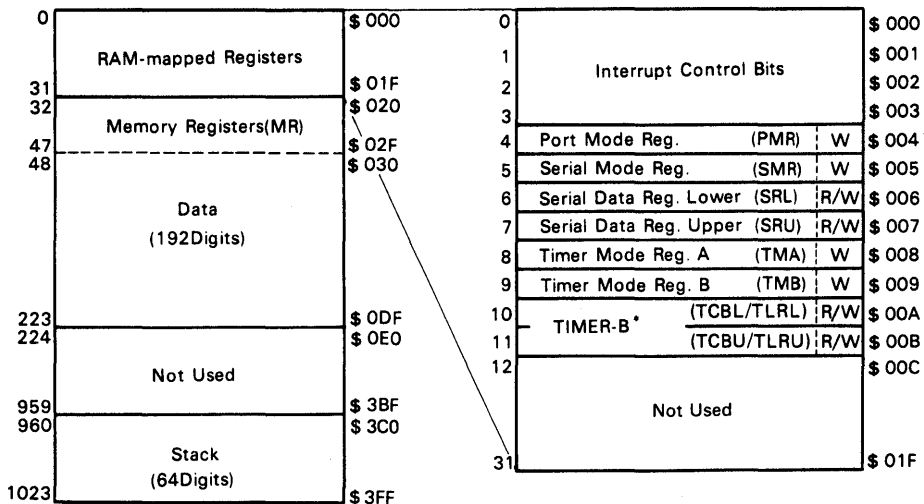 0 $000
RAM-mapped Registers
31 $01F
32 $020
Memory Registers(MR)
47 $02F
48 $030
Data
(192Digits)
223 $0DF
224 $0E0
Not Used
959 $3BF
960 $3C0
Stack
(64Digits)
1023 $3FF
0 $000
1 $001
Interrupt Control Bits
2 $002
3 $003
4 Port Mode Reg. (PMR) W $004
5 Serial Mode Reg. (SMR) W $005
6 Serial Data Reg. Lower (SRL) R/W $006
7 Serial Data Reg. Upper (SRU) R/W $007
8 Timer Mode Reg. A (TMA) W $008
9 Timer Mode Reg. B (TMB) W $009
10 (TCBL/TLRL) R/W $00A
TIMER-B*
11 (TCBU/TLRU) R/W $00B
12 $00C
Not Used
31 $01F